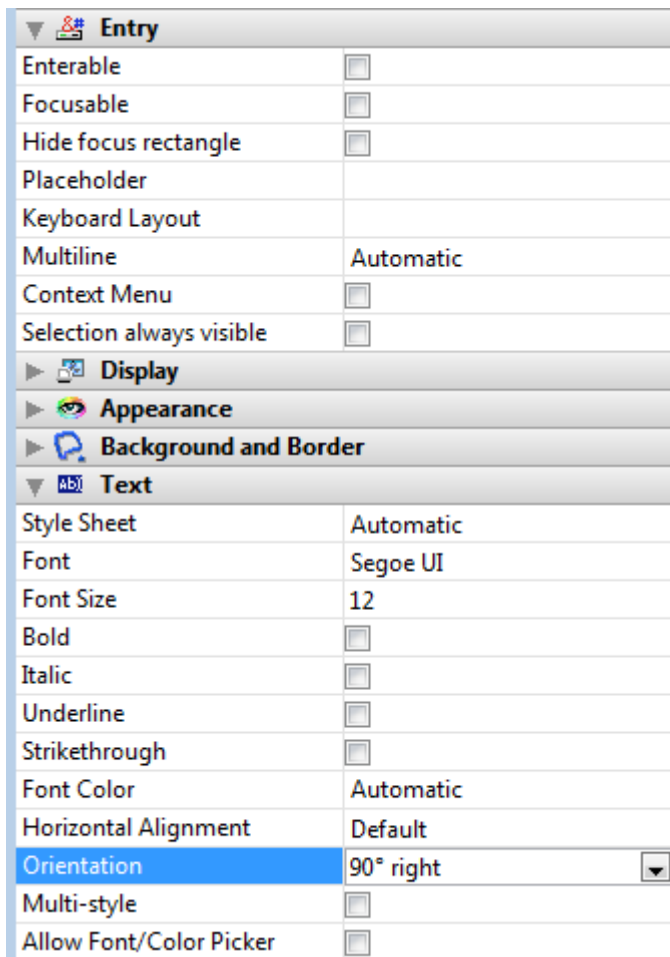 Entry
Enterable
Focusable
Hide focus rectangle
Placeholder
Keyboard Layout
Multiline Automatic
Context Menu
Selection always visible
Display
Appearance
Background and Border
Text
Style Sheet Automatic
Font Segoe UI
Font Size 12
Bold
Italic
Underline
Strikethrough
Font Color Automatic
Horizontal Alignment Default
Orientation 90° right
Multi-style
Allow Font/Color Picker